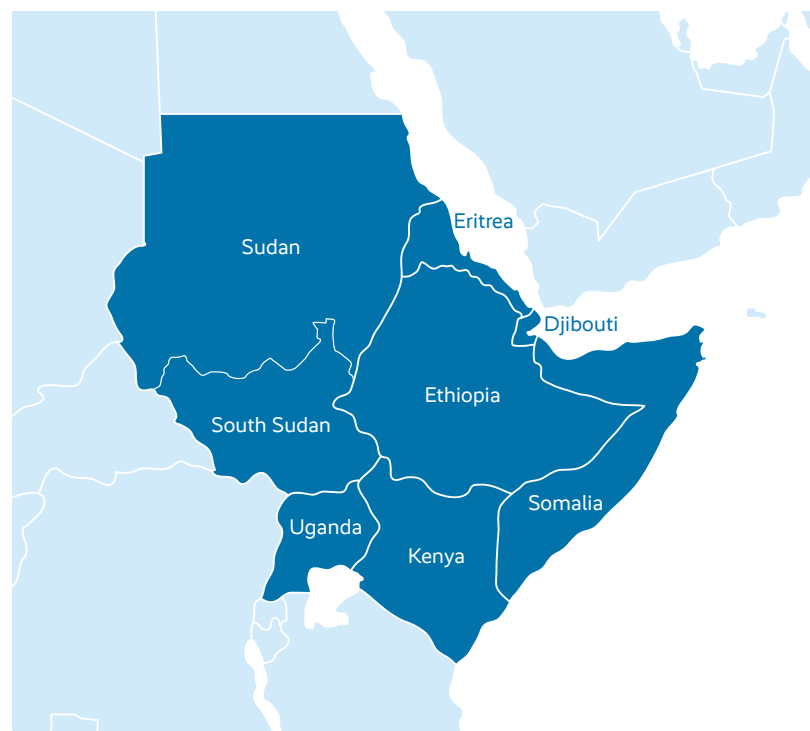 Eritrea
Sudan
Djibouti
Ethiopia
South Sudan
Somalia
Uganda
Kenya